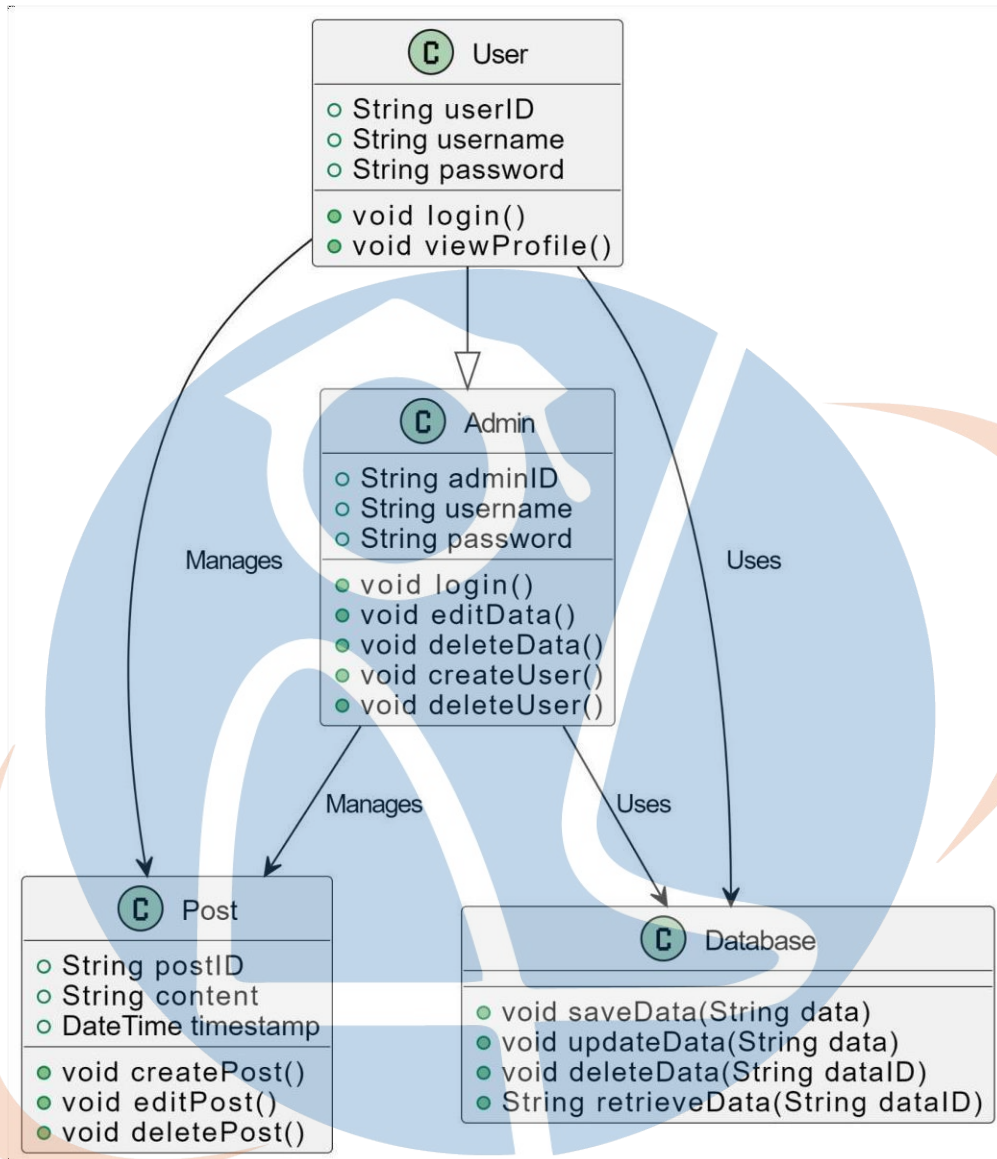 C User
String userID
String username
String password
void login()
void viewProfile()
C Admin
String adminID
String username
String password
void login()
void editData()
void deleteData()
void createUser()
void deleteUser()
Manages
Uses
Manages
Uses
C Post
String postID
String content
DateTime timestamp
void createPost()
void editPost()
void deletePost()
C Database
void saveData(String data)
void updateData(String data)
void deleteData(String dataID)
String retrieveData(String dataID)